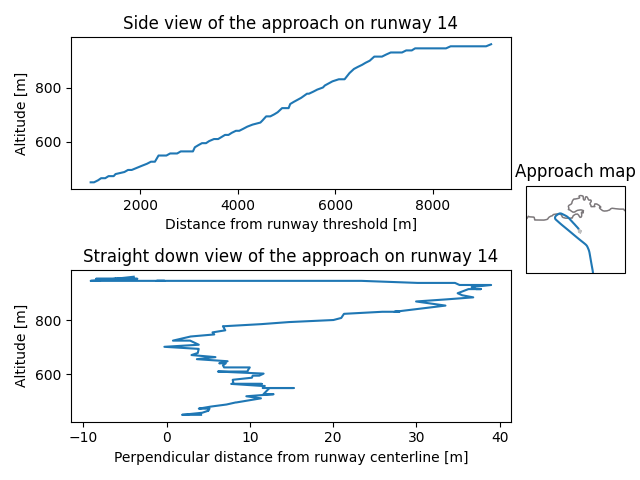 Side view of the approach on runway 14
800
600
Altitude [m]
2000 4000 6000 8000
Distance from runway threshold [m]
Approach map
Straight down view of the approach on runway 14
800
600
Altitude [m]
−10 0 10 20 30 40
Perpendicular distance from runway centerline [m]